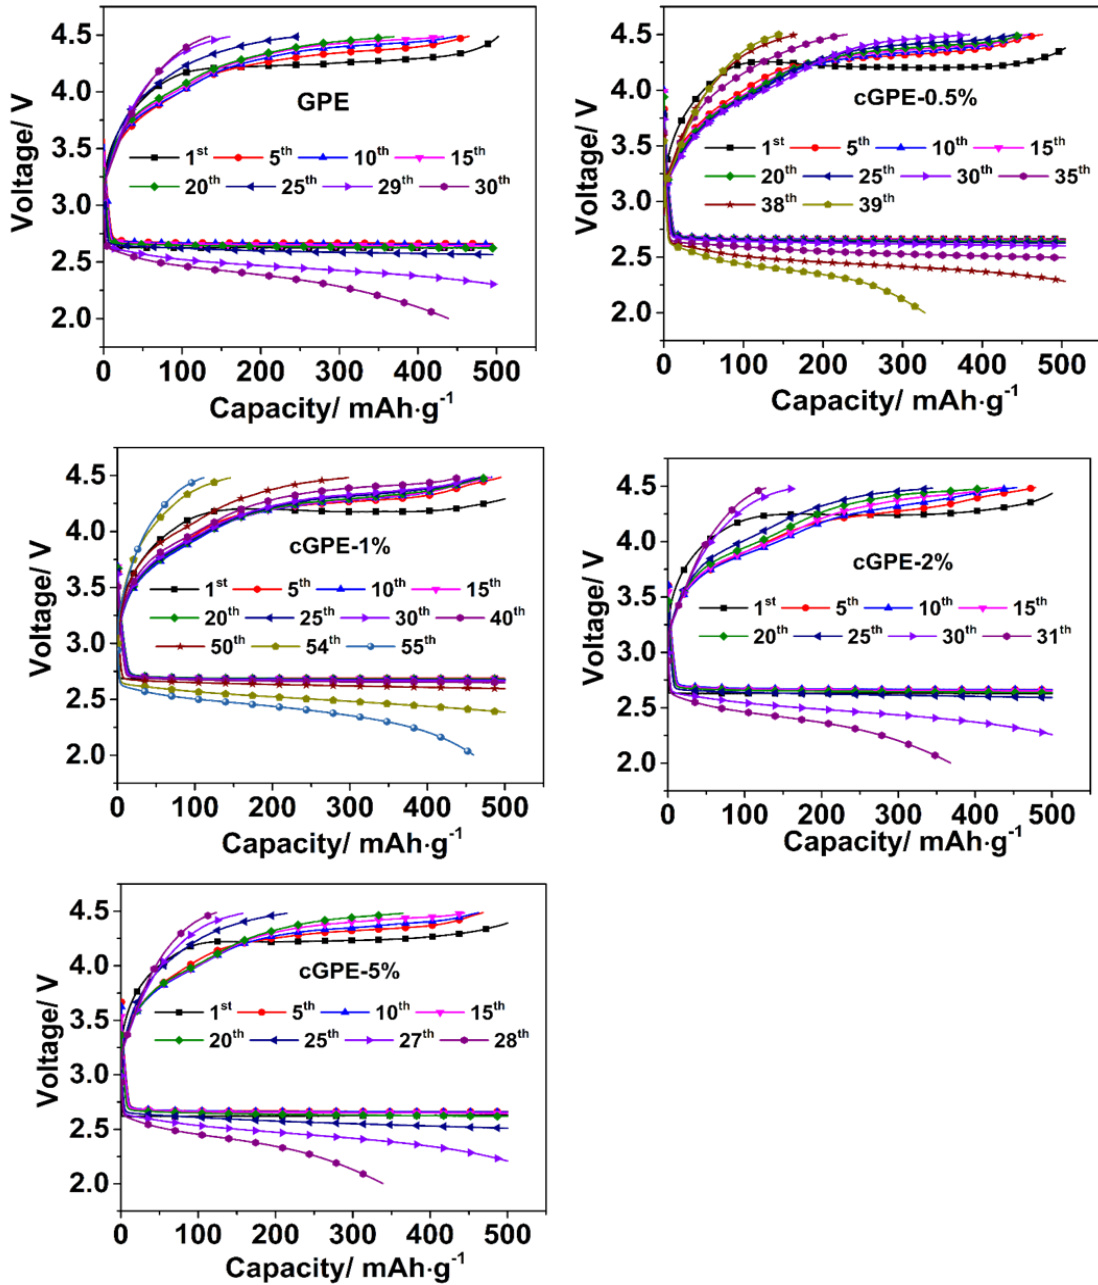 4.5
4.0
3.5
3.0
2.5
2.0
Voltage/ V
GPE
1st 5th 10th 15th
20th 25th 29th 30th
0 100 200 300 400 500
Capacity/ mAh·g-1
4.5
4.0
3.5
3.0
2.5
2.0
Voltage/ V
cGPE-0.5%
1st 5th 10th 15th
20th 25th 30th 35th
38th 39th
0 100 200 300 400 500
Capacity/ mAh·g-1
4.5
4.0
3.5
3.0
2.5
2.0
Voltage/ V
cGPE-1%
1st 5th 10th 15th
20th 25th 30th 40th
50th 54th 55th
0 100 200 300 400 500
Capacity/ mAh·g-1
4.5
4.0
3.5
3.0
2.5
2.0
Voltage/ V
cGPE-2%
1st 5th 10th 15th
20th 25th 30th 31th
0 100 200 300 400 500
Capacity/ mAh·g-1
4.5
4.0
3.5
3.0
2.5
2.0
Voltage/ V
cGPE-5%
1st 5th 10th 15th
20th 25th 27th 28th
0 100 200 300 400 500
Capacity/ mAh·g-1